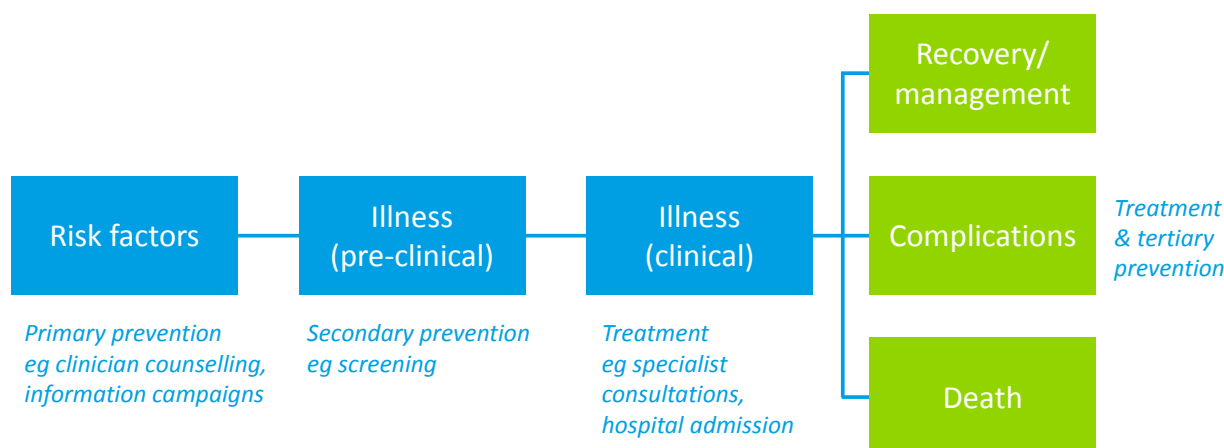 Risk factors
Primary prevention
eg clinician counselling,
information campaigns
Illness
(pre-clinical)
Secondary prevention
eg screening
Illness
(clinical)
Treatment
eg specialist
consultations,
hospital admission
Recovery/
management
Complications
Treatment
& tertiary
prevention
Death